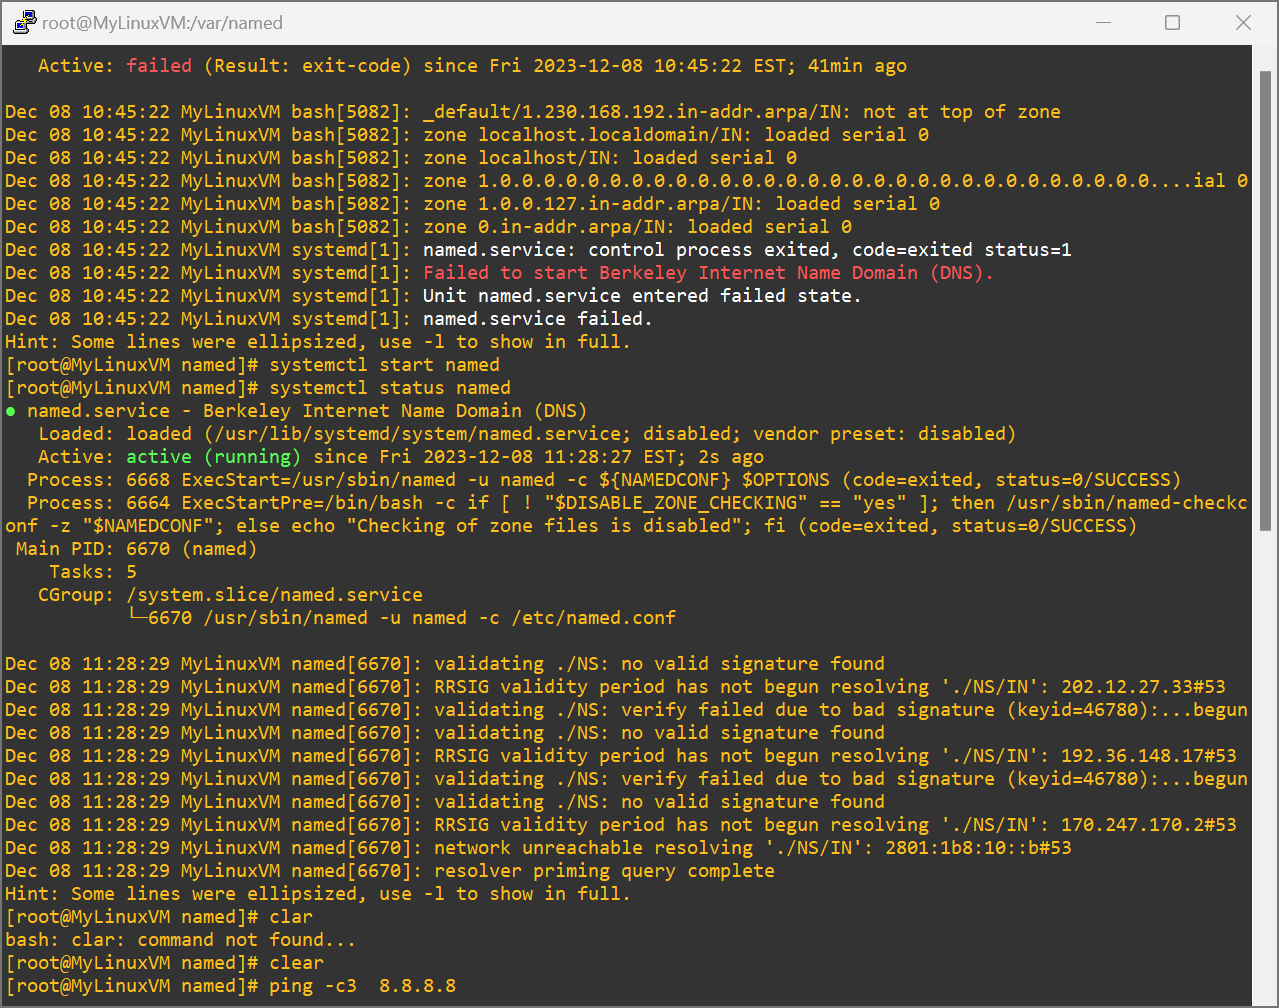 root@MyLinuxVM:/var/named
Active: failed (Result: exit-code) since Fri 2023-12-08 10:45:22 EST; 41min ago
Dec 08 10:45:22 MyLinuxVM bash[5082]: _default/1.230.168.192.in-addr.arpa/IN: not at top of zone
Dec 08 10:45:22 MyLinuxVM bash[5082]: zone localhost.localdomain/IN: loaded serial 0
Dec 08 10:45:22 MyLinuxVM bash[5082]: zone localhost/IN: loaded serial 0
Dec 08 10:45:22 MyLinuxVM bash[5082]: zone 1.0.0.0.0.0.0.0.0.0.0.0.0.0.0.0.0.0.0.0.0.0.0.0.0.0.0.0.0.0.0....ial 0
Dec 08 10:45:22 MyLinuxVM bash[5082]: zone 1.0.0.127.in-addr.arpa/IN: loaded serial 0
Dec 08 10:45:22 MyLinuxVM bash[5082]: zone 0.in-addr.arpa/IN: loaded serial 0
Dec 08 10:45:22 MyLinuxVM systemd[1]: named.service: control process exited, code=exited status=1
Dec 08 10:45:22 MyLinuxVM systemd[1]: Failed to start Berkeley Internet Name Domain (DNS).
Dec 08 10:45:22 MyLinuxVM systemd[1]: Unit named.service entered failed state.
Dec 08 10:45:22 MyLinuxVM systemd[1]: named.service failed.
Hint: Some lines were ellipsized, use -l to show in full.
[root@MyLinuxVM named]# systemctl start named
[root@MyLinuxVM named]# systemctl status named
● named.service - Berkeley Internet Name Domain (DNS)
Loaded: loaded (/usr/lib/systemd/system/named.service; disabled; vendor preset: disabled)
Active: active (running) since Fri 2023-12-08 11:28:27 EST; 2s ago
Process: 6668 ExecStart=/usr/sbin/named -u named -c ${NAMEDCONF} $OPTIONS (code=exited, status=0/SUCCESS)
Process: 6664 ExecStartPre=/bin/bash -c if [ ! "$DISABLE_ZONE_CHECKING" == "yes" ]; then /usr/sbin/named-checkc
onf -z "$NAMEDCONF"; else echo "Checking of zone files is disabled"; fi (code=exited, status=0/SUCCESS)
Main PID: 6670 (named)
Tasks: 5
CGroup: /system.slice/named.service
└─6670 /usr/sbin/named -u named -c /etc/named.conf
Dec 08 11:28:29 MyLinuxVM named[6670]: validating ./NS: no valid signature found
Dec 08 11:28:29 MyLinuxVM named[6670]: RRSIG validity period has not begun resolving './NS/IN': 202.12.27.33#53
Dec 08 11:28:29 MyLinuxVM named[6670]: validating ./NS: verify failed due to bad signature (keyid=46780):...begun
Dec 08 11:28:29 MyLinuxVM named[6670]: validating ./NS: no valid signature found
Dec 08 11:28:29 MyLinuxVM named[6670]: RRSIG validity period has not begun resolving './NS/IN': 192.36.148.17#53
Dec 08 11:28:29 MyLinuxVM named[6670]: validating ./NS: verify failed due to bad signature (keyid=46780):...begun
Dec 08 11:28:29 MyLinuxVM named[6670]: validating ./NS: no valid signature found
Dec 08 11:28:29 MyLinuxVM named[6670]: RRSIG validity period has not begun resolving './NS/IN': 170.247.170.2#53
Dec 08 11:28:29 MyLinuxVM named[6670]: network unreachable resolving './NS/IN': 2801:1b8:10::b#53
Dec 08 11:28:29 MyLinuxVM named[6670]: resolver priming query complete
Hint: Some lines were ellipsized, use -l to show in full.
[root@MyLinuxVM named]# clar
bash: clar: command not found...
[root@MyLinuxVM named]# clear
[root@MyLinuxVM named]# ping -c3  8.8.8.8